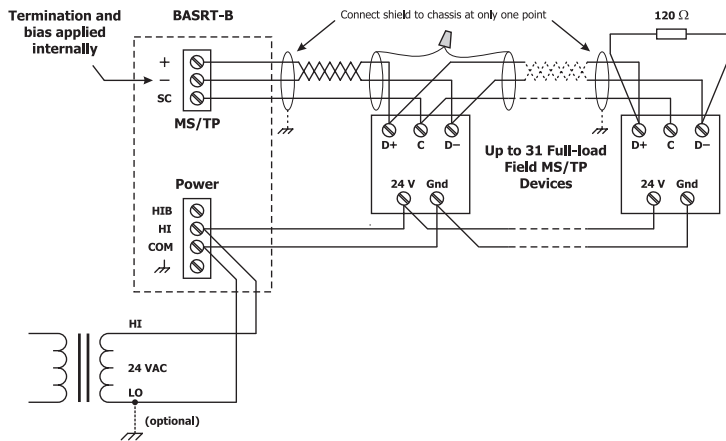 Termination and
bias applied
internally
BASRT-B
Connect shield to chassis at only one point
120 Ω
+
–
SC
MS/TP
D+ C D–
D+ C D–
Up to 31 Full-load
Field MS/TP
Devices
24 V Gnd
24 V Gnd
Power
HIB
HI
COM
HI
24 VAC
LO
(optional)